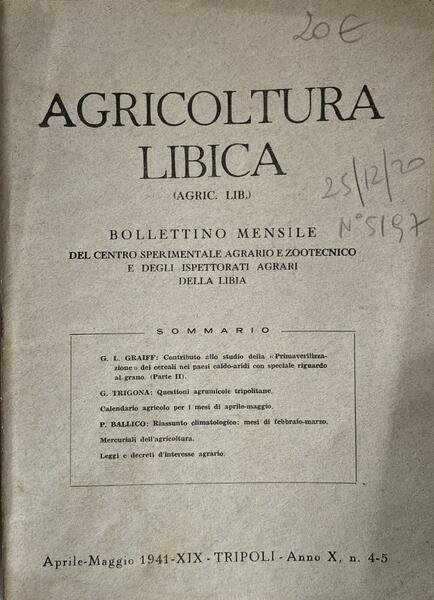 20€
AGRICOLTURA
LIBICA
(AGRIC. LIB.)
25/12/20
N° 5197
BOLLETTINO MENSILE
DEL CENTRO SPERIMENTALE AGRARIO E ZOOTECNICO
E DEGLI ISPETTORATI AGRARI
DELLA LIBIA
SOMMARIO
G. L. GRAIFF: Contributo allo studio della «Primaverilizza-
zione» dei cereali nei paesi caldo-aridi con speciale riguardo
al grano. (Parte II).
G. TRIGONA: Questioni agrumicole tripolitane.
Calendario agricolo per i mesi di aprile-maggio.
P. BALLICO: Riassunto climatologico: mesi di febbraio-marzo.
Mercuriali dell'agricoltura.
Leggi e decreti d'interesse agrario.
Aprile-Maggio 1941-XIX - TRIPOLI - Anno X, n. 4-5